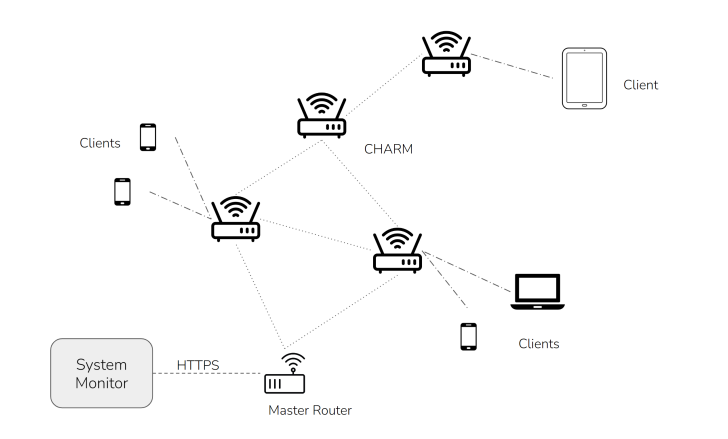 Client
Clients
CHARM
Clients
System
Monitor
HTTPS
Master Router